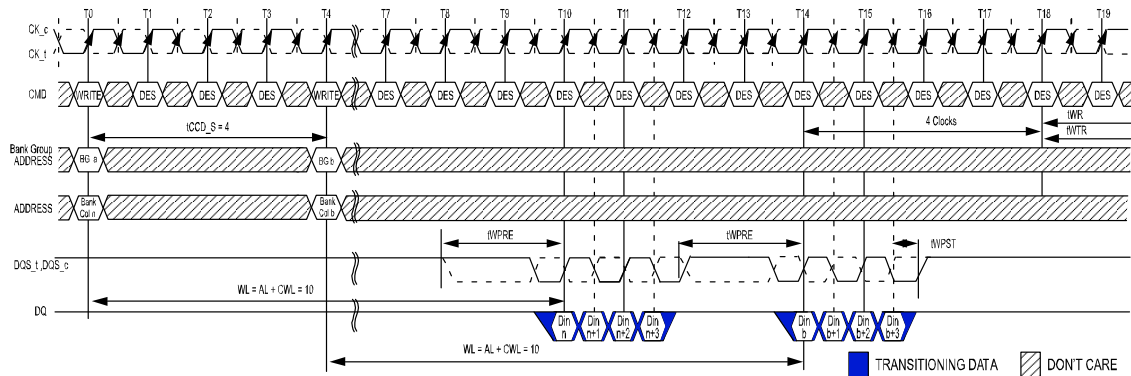 T0 T1 T2 T3 T4 T7 T8 T9 T10 T11 T12 T13 T14 T15 T16 T17 T18 T19
CK_c
CK_t
CMD WRITE DES DES DES WRITE DES DES DES DES DES DES DES DES DES DES DES DES DES
tCCD_S = 4
4 Clocks
tWR
tWTR
Bank Group
ADDRESS
BG a
BG b
ADDRESS
Bank
Col n
Bank
Col b
tWPRE
tWPRE
tWPST
DQS_t ,DQS_c
WL = AL + CWL = 10
DQ
Din
n
Din
n+1
Din
n+2
Din
n+3
Din
b
Din
b+1
Din
b+2
Din
b+3
WL = AL + CWL = 10
TRANSITIONING DATA
DON'T CARE